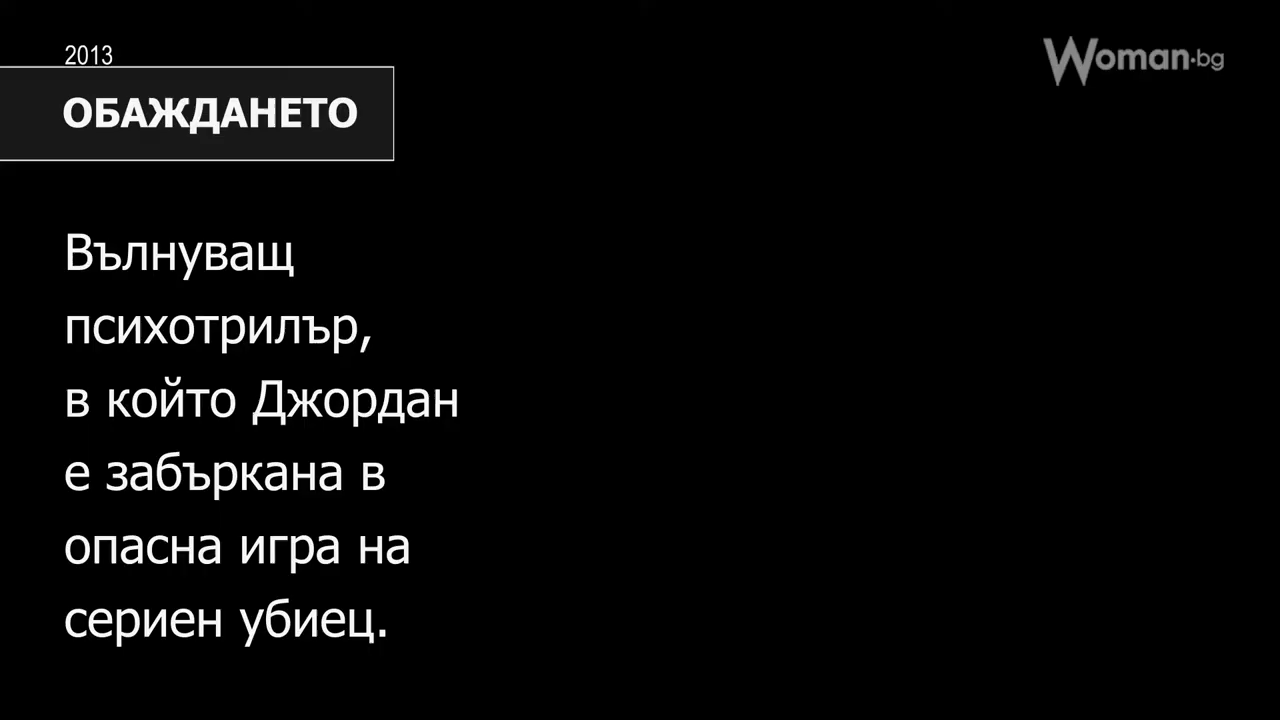 2013
Woman.bg
ОБАЖДАНЕТО
Вълнуващ
психотрилър,
в който Джордан
е забъркана в
опасна игра на
сериен убиец.